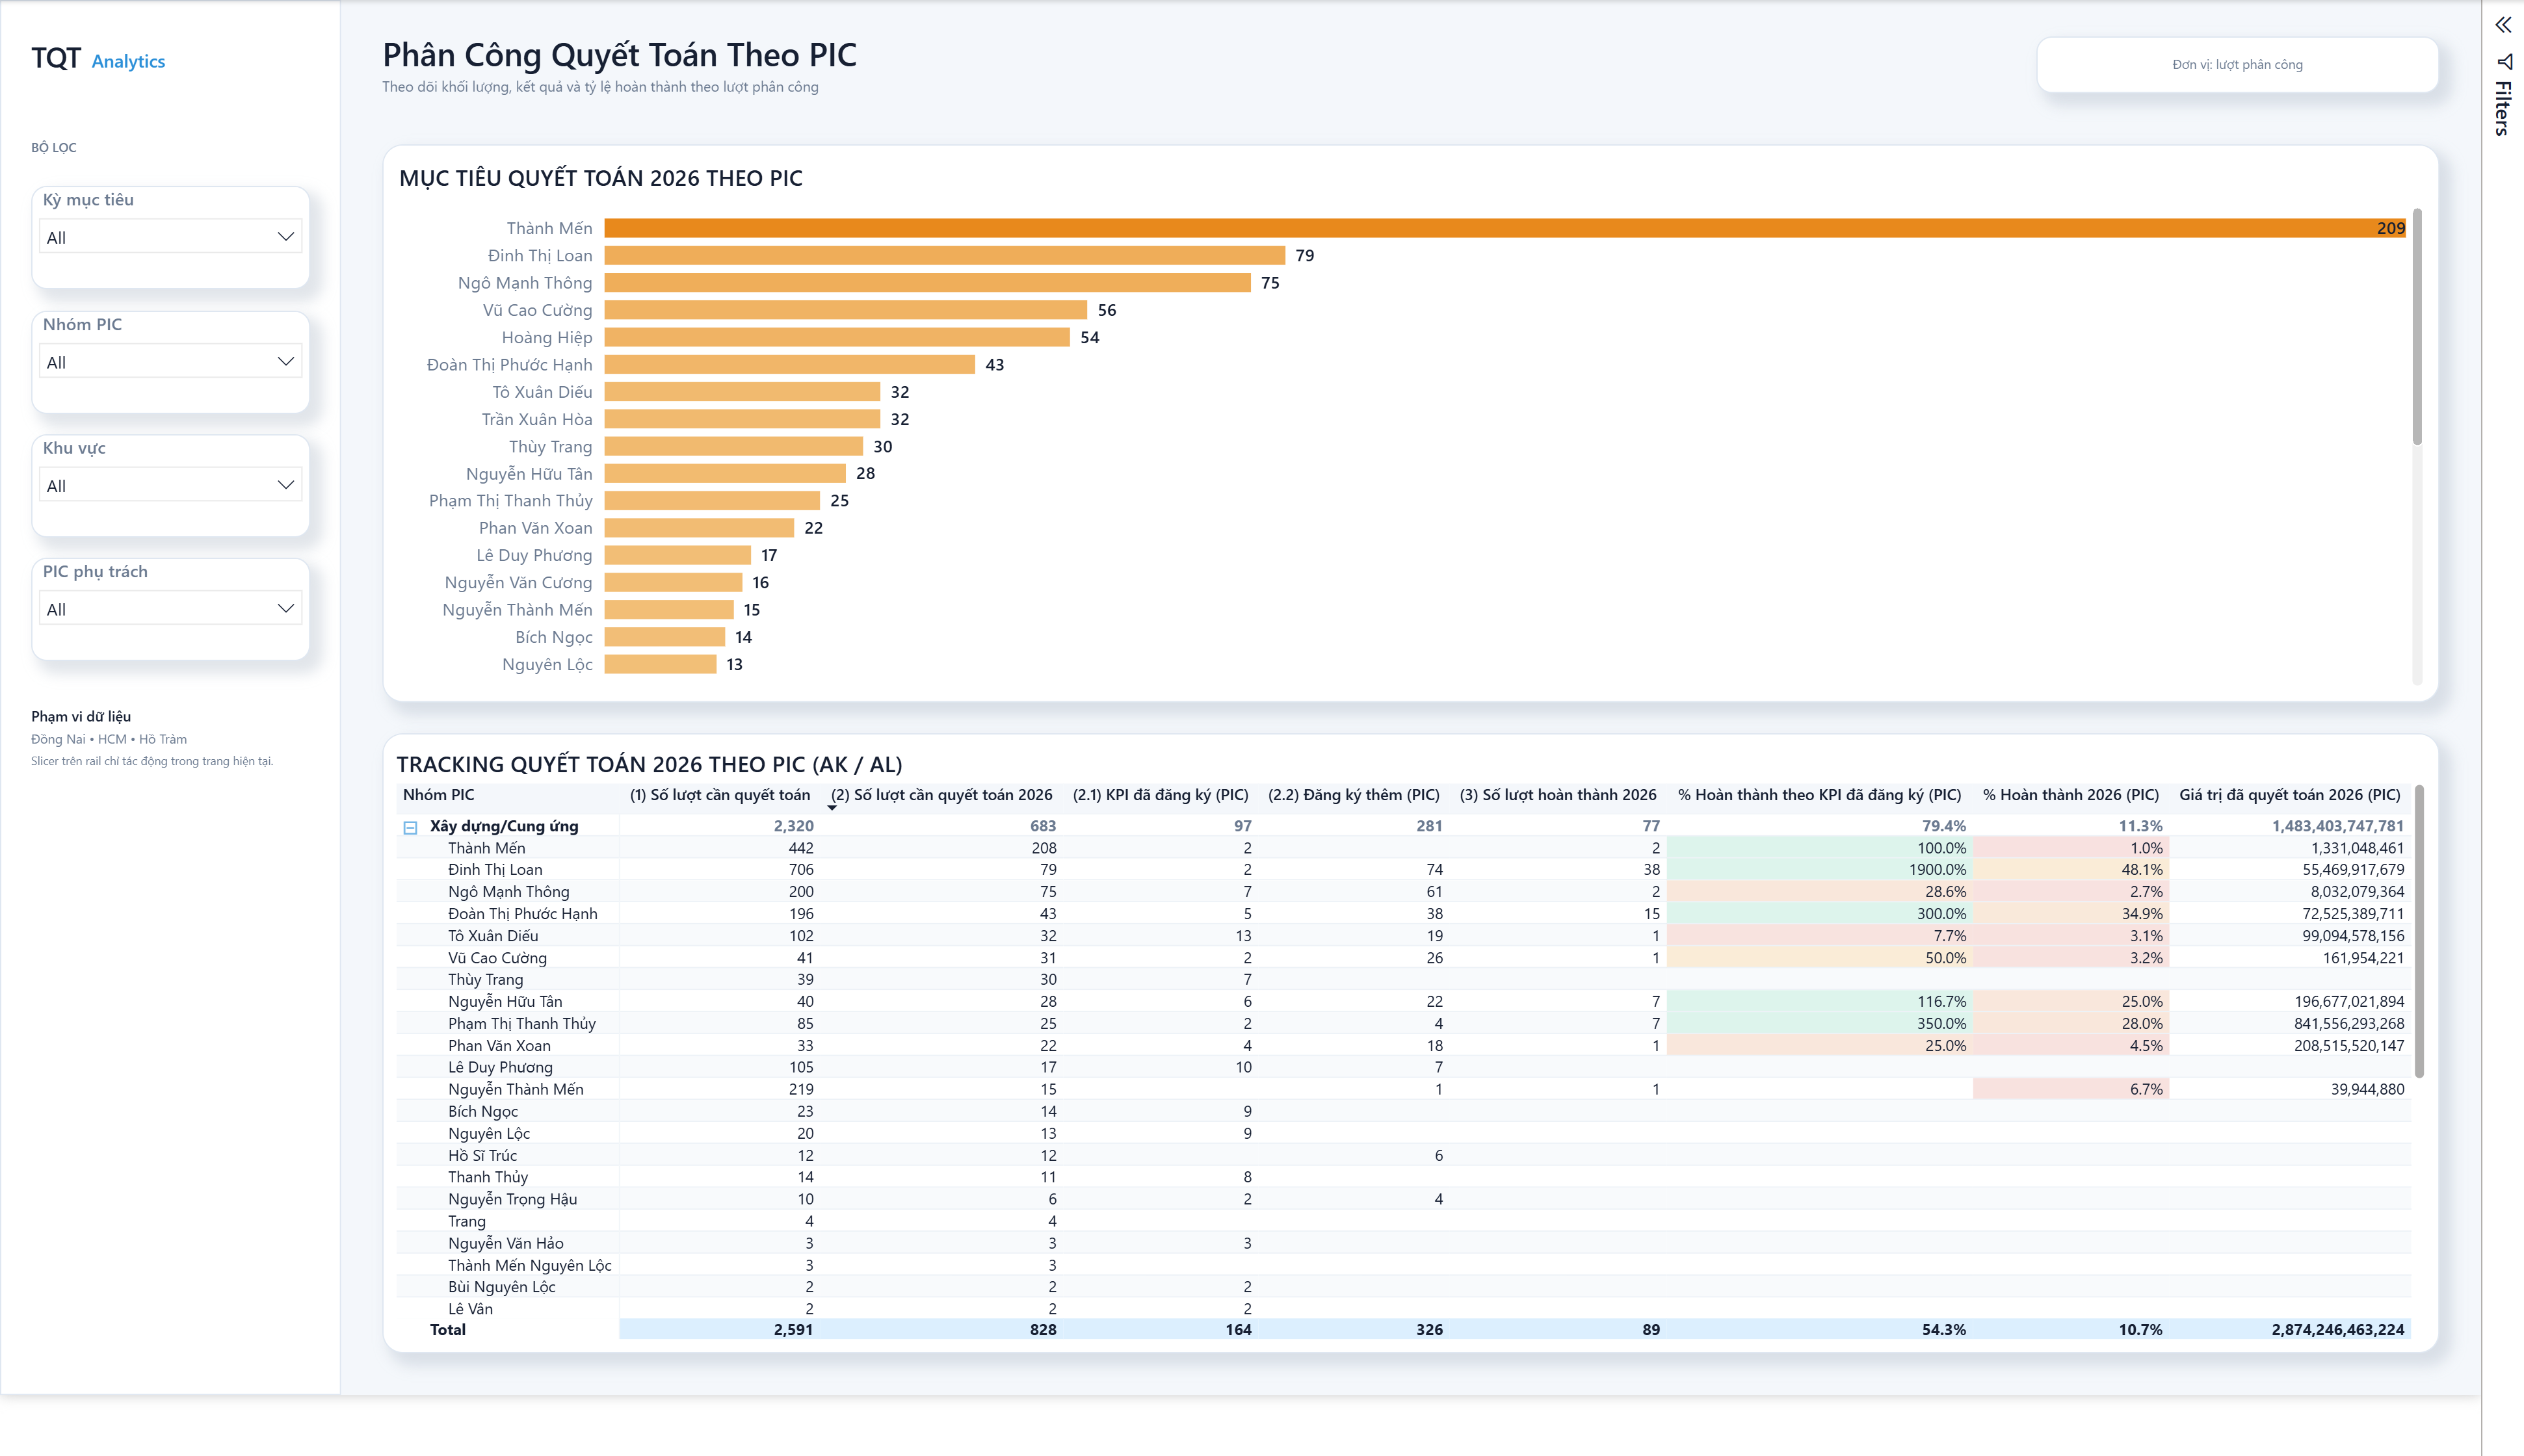 TQT Analytics
BỘ LỌC
Kỳ mục tiêu
All
Nhóm PIC
All
Khu vực
All
PIC phụ trách
All
Phạm vi dữ liệu
Đồng Nai • HCM • Hồ Tràm
Slicer trên rail chỉ tác động trong trang hiện tại.
Phân Công Quyết Toán Theo PIC
Theo dõi khối lượng, kết quả và tỷ lệ hoàn thành theo lượt phân công
Đơn vị: lượt phân công
Filters
MỤC TIÊU QUYẾT TOÁN 2026 THEO PIC
Thành Mến 209
Đinh Thị Loan 79
Ngô Mạnh Thông 75
Vũ Cao Cường 56
Hoàng Hiệp 54
Đoàn Thị Phước Hạnh 43
Tô Xuân Diếu 32
Trần Xuân Hòa 32
Thùy Trang 30
Nguyễn Hữu Tân 28
Phạm Thị Thanh Thủy 25
Phan Văn Xoan 22
Lê Duy Phương 17
Nguyễn Văn Cương 16
Nguyễn Thành Mến 15
Bích Ngọc 14
Nguyên Lộc 13
TRACKING QUYẾT TOÁN 2026 THEO PIC (AK / AL)
Nhóm PIC (1) Số lượt cần quyết toán (2) Số lượt cần quyết toán 2026 (2.1) KPI đã đăng ký (PIC) (2.2) Đăng ký thêm (PIC) (3) Số lượt hoàn thành 2026 % Hoàn thành theo KPI đã đăng ký (PIC) % Hoàn thành 2026 (PIC) Giá trị đã quyết toán 2026 (PIC)
Xây dựng/Cung ứng 2,320 683 97 281 77 79.4% 11.3% 1,483,403,747,781
Thành Mến 442 208 2 2 100.0% 1.0% 1,331,048,461
Đinh Thị Loan 706 79 2 74 38 1900.0% 48.1% 55,469,917,679
Ngô Mạnh Thông 200 75 7 61 2 28.6% 2.7% 8,032,079,364
Đoàn Thị Phước Hạnh 196 43 5 38 15 300.0% 34.9% 72,525,389,711
Tô Xuân Diếu 102 32 13 19 1 7.7% 3.1% 99,094,578,156
Vũ Cao Cường 41 31 2 26 1 50.0% 3.2% 161,954,221
Thùy Trang 39 30 7
Nguyễn Hữu Tân 40 28 6 22 7 116.7% 25.0% 196,677,021,894
Phạm Thị Thanh Thủy 85 25 2 4 7 350.0% 28.0% 841,556,293,268
Phan Văn Xoan 33 22 4 18 1 25.0% 4.5% 208,515,520,147
Lê Duy Phương 105 17 10 7
Nguyễn Thành Mến 219 15 1 1 6.7% 39,944,880
Bích Ngọc 23 14 9
Nguyên Lộc 20 13 9
Hồ Sĩ Trúc 12 12 6
Thanh Thủy 14 11 8
Nguyễn Trọng Hậu 10 6 2 4
Trang 4 4
Nguyễn Văn Hảo 3 3 3
Thành Mến Nguyên Lộc 3 3
Bùi Nguyên Lộc 2 2 2
Lê Vân 2 2 2
Total 2,591 828 164 326 89 54.3% 10.7% 2,874,246,463,224